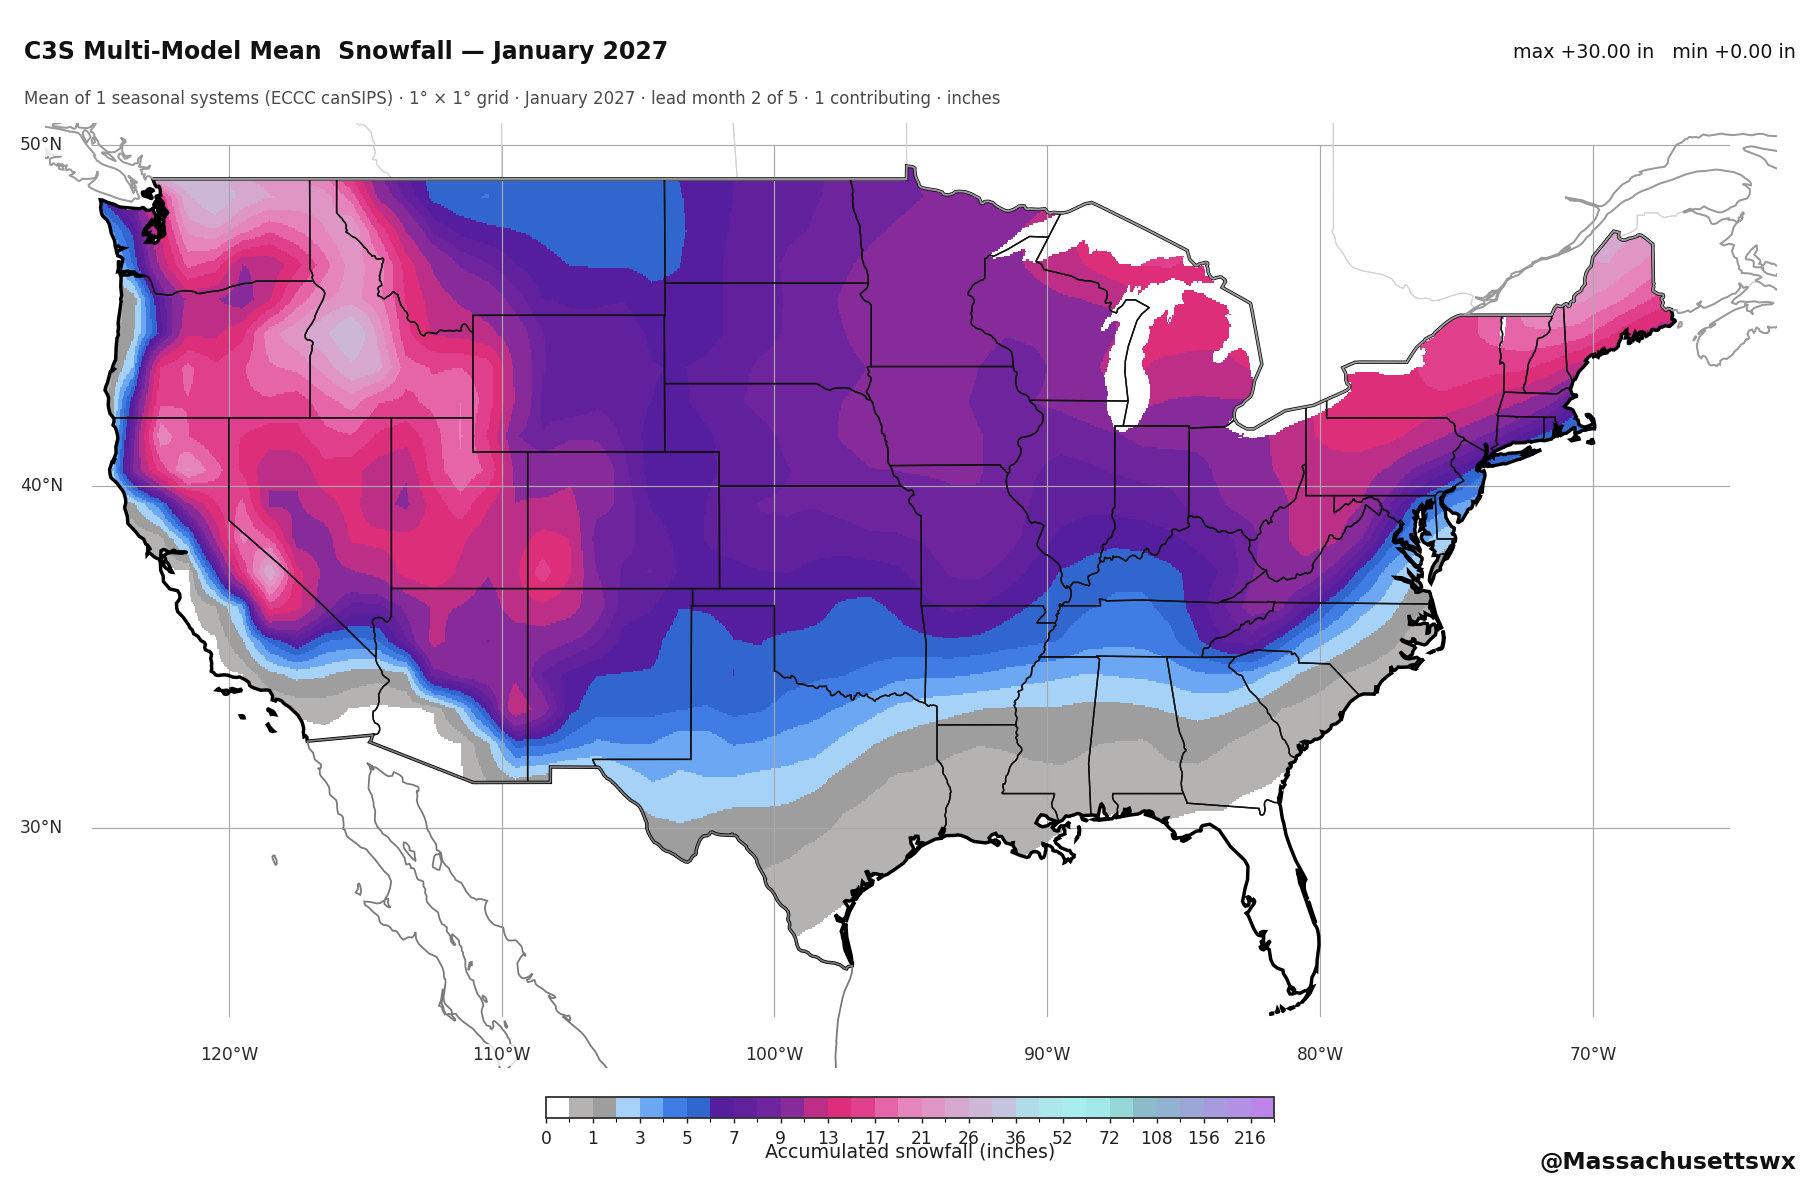 C3S Multi-Model Mean  Snowfall — January 2027
max +30.00 in   min +0.00 in
Mean of 1 seasonal systems (ECCC canSIPS) · 1° × 1° grid · January 2027 · lead month 2 of 5 · 1 contributing · inches
50°N
40°N
30°N
120°W 110°W 100°W 90°W 80°W 70°W
0 1 3 5 7 9 13 17 21 26 36 52 72 108 156 216
Accumulated snowfall (inches)
@Massachusettswx